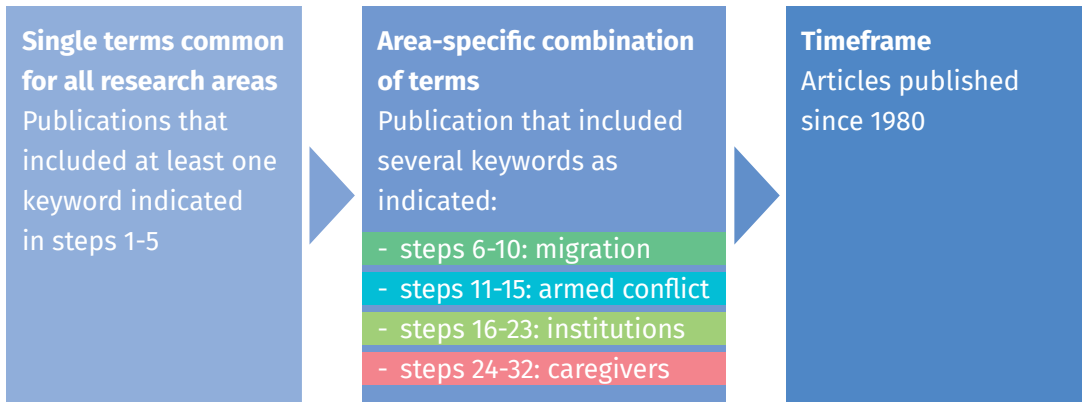 Single terms common
for all research areas
Publications that
included at least one
keyword indicated
in steps 1-5
Area-specific combination
of terms
Publication that included
several keywords as
indicated:
- steps 6-10: migration
- steps 11-15: armed conflict
- steps 16-23: institutions
- steps 24-32: caregivers
Timeframe
Articles published
since 1980